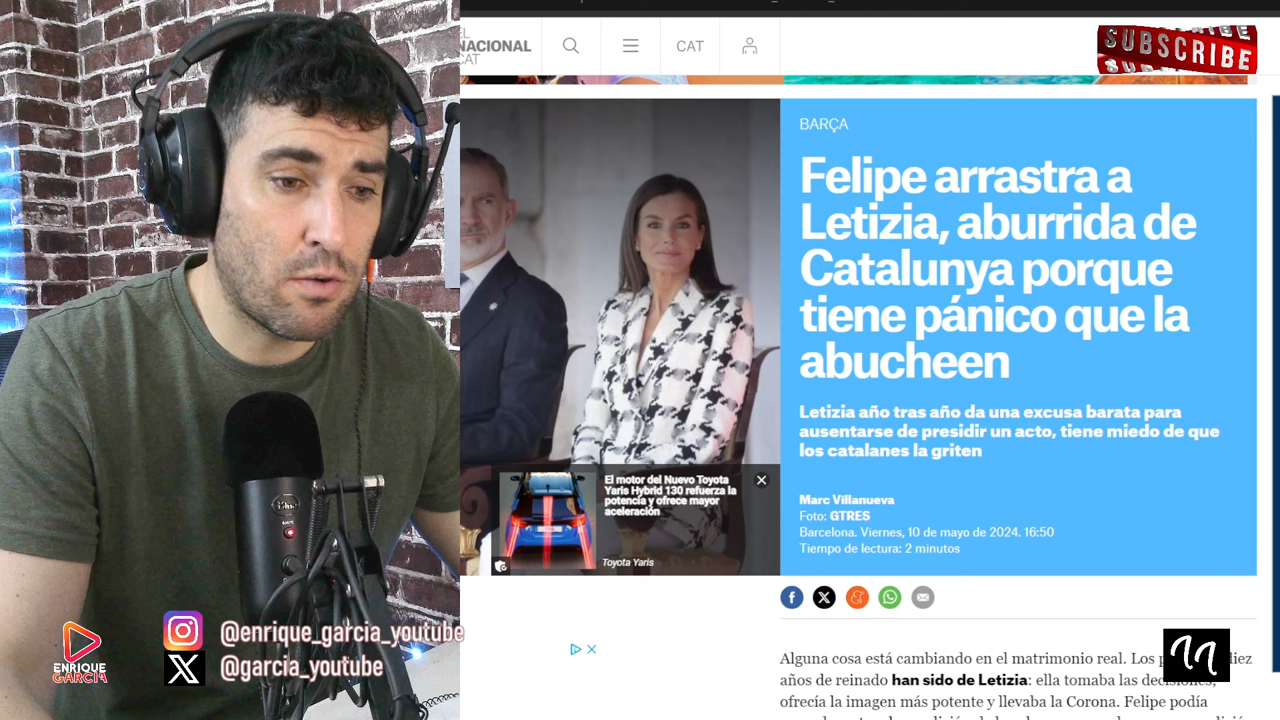 EL
NACIONAL
CAT
CAT
SUBSCRIBE
BARÇA
Felipe arrastra a
Letizia, aburrida de
Catalunya porque
tiene pánico que la
abucheen
Letizia año tras año da una excusa barata para
ausentarse de presidir un acto, tiene miedo de que
los catalanes la griten
Marc Villanueva
Foto: GTRES
Barcelona. Viernes, 10 de mayo de 2024. 16:50
Tiempo de lectura: 2 minutos
El motor del Nuevo Toyota
Yaris Hybrid 130 refuerza la
potencia y ofrece mayor
aceleración
Toyota Yaris
Alguna cosa está cambiando en el matrimonio real. Los diez
años de reinado han sido de Letizia: ella tomaba las decisiones,
ofrecía la imagen más potente y llevaba la Corona. Felipe podía
ENRIQUE
GARCIA
@enrique_garcia_youtube
@garcia_youtube